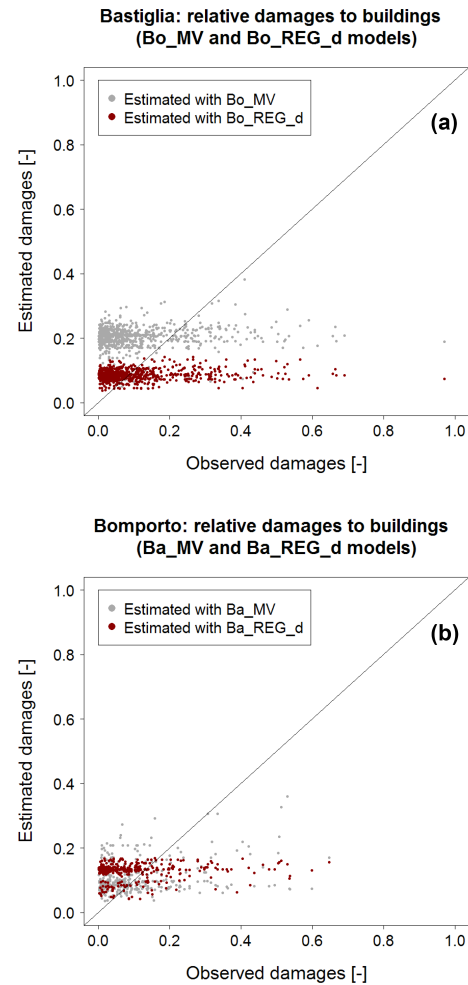 Bastiglia: relative damages to buildings
(Bo_MV and Bo_REG_d models)
1.0
Estimated with Bo_MV
Estimated with Bo_REG_d
(a)
0.8
0.6
0.4
0.2
0.0
Estimated damages [-]
0.0 0.2 0.4 0.6 0.8 1.0
Observed damages [-]
Bomporto: relative damages to buildings
(Ba_MV and Ba_REG_d models)
1.0
Estimated with Ba_MV
Estimated with Ba_REG_d
(b)
0.8
0.6
0.4
0.2
0.0
Estimated damages [-]
0.0 0.2 0.4 0.6 0.8 1.0
Observed damages [-]